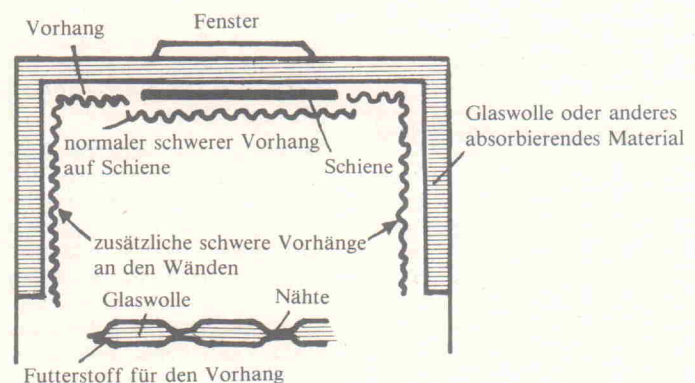 Vorhang
Fenster
Glaswolle oder anderes
absorbierendes Material
normaler schwerer Vorhang
auf Schiene
Schiene
zusätzliche schwere Vorhänge
an den Wänden
Glaswolle
Nähte
Futterstoff für den Vorhang